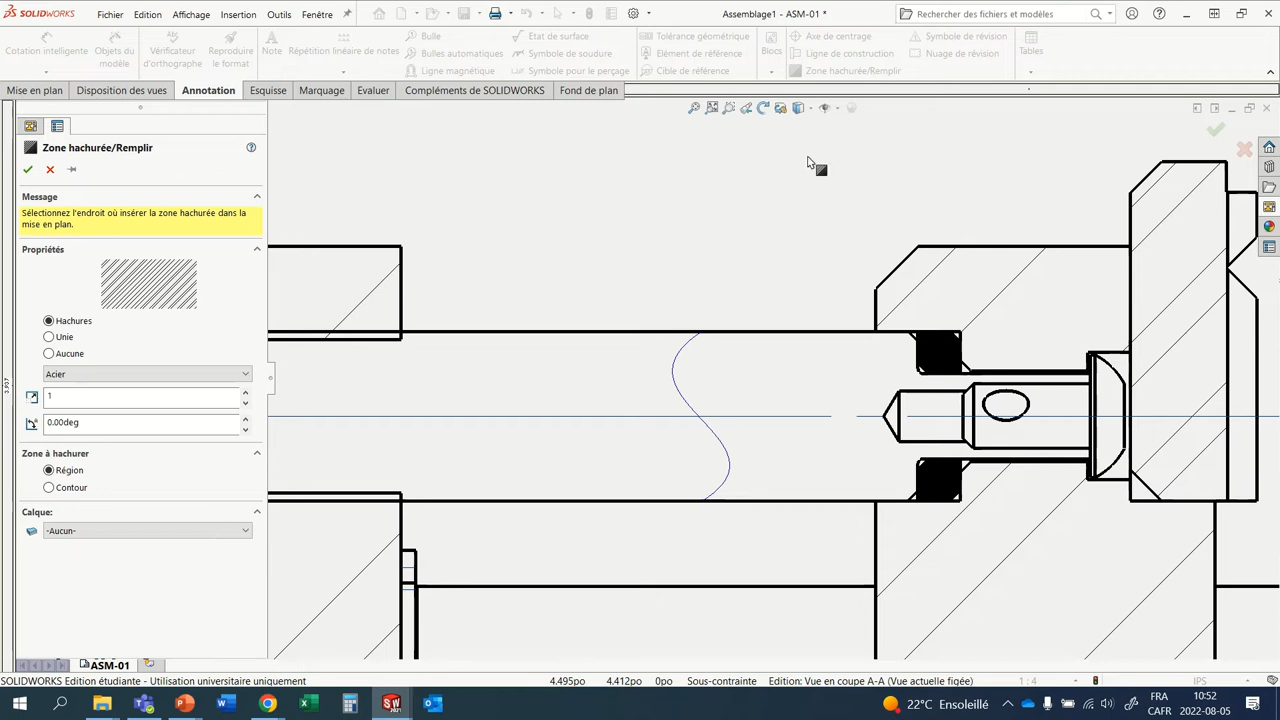 SOLIDWORKS
Fichier
Edition
Affichage
Insertion
Outils
Fenêtre
Assemblage1 - ASM-01 *
Rechercher des fichiers et modèles
Cotation intelligente
Objets du modèle
Vérificateur d'orthographe
Reproduire le format
Note
Répétition linéaire de notes
Bulle
Bulles automatiques
Ligne magnétique
Etat de surface
Symbole de soudure
Symbole pour le perçage
Tolérance géométrique
Elément de référence
Cible de référence
Blocs
Axe de centrage
Ligne de construction
Zone hachurée/Remplir
Symbole de révision
Nuage de révision
Tables
Mise en plan
Disposition des vues
Annotation
Esquisse
Marquage
Evaluer
Compléments de SOLIDWORKS
Fond de plan
Zone hachurée/Remplir
Message
Sélectionnez l'endroit où insérer la zone hachurée dans la
mise en plan.
Propriétés
Hachures
Unie
Aucune
Acier
1
0.00deg
Zone à hachurer
Région
Contour
Calque:
-Aucun-
ASM-01
SOLIDWORKS Edition étudiante - Utilisation universitaire uniquement
4.495po
4.412po
0po
Sous-contrainte
Edition: Vue en coupe A-A (Vue actuelle figée)
1 : 4
IPS
22°C Ensoleillé
FRA
CAFR
10:52
2022-08-05